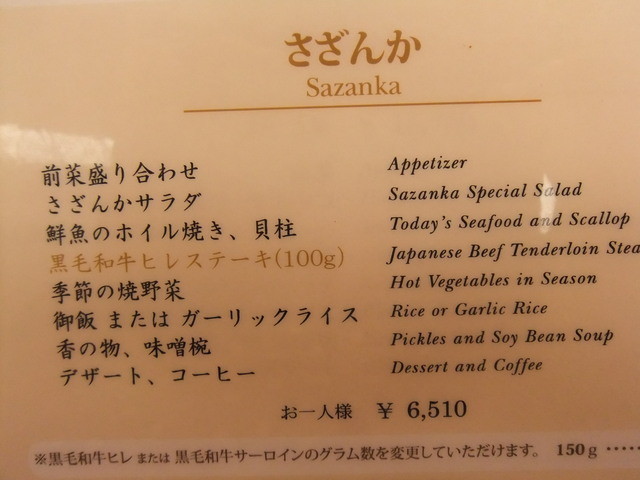 さざんか
Sazanka
前菜盛り合わせ
Appetizer
さざんかサラダ
Sazanka Special Salad
鮮魚のホイル焼き、貝柱
Today's Seafood and Scallop
黒毛和牛ヒレステーキ(100g)
Japanese Beef Tenderloin Stea
季節の焼野菜
Hot Vegetables in Season
御飯 または ガーリックライス
Rice or Garlic Rice
香の物、味噌椀
Pickles and Soy Bean Soup
デザート、コーヒー
Dessert and Coffee
お一人様 ¥ 6,510
※黒毛和牛ヒレ または 黒毛和牛サーロインのグラム数を変更していただけます。 150g ‥‥‥